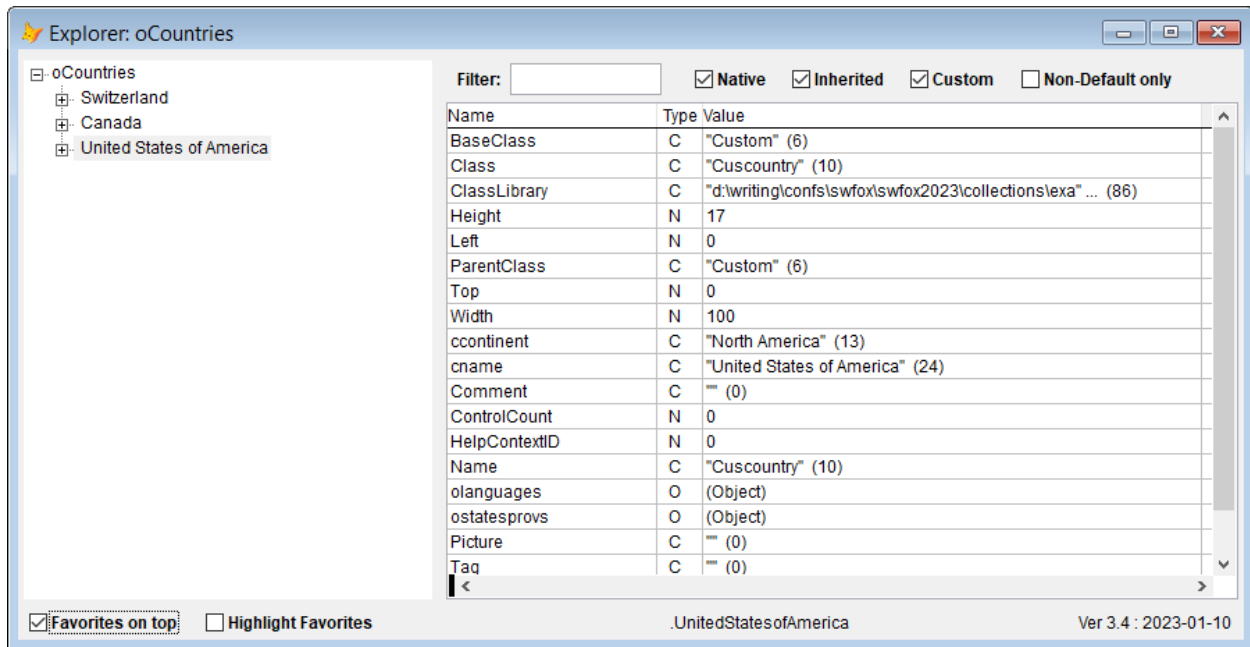 Explorer: oCountries
oCountries
Switzerland
Canada
United States of America
Filter: Native Inherited Custom Non-Default only
Name Type Value
BaseClass C "Custom" (6)
Class C "Cuscountry" (10)
ClassLibrary C "d:\writing\confs\swfox\swfox2023\collections\exa" ... (86)
Height N 17
Left N 0
ParentClass C "Custom" (6)
Top N 0
Width N 100
ccontinent C "North America" (13)
cname C "United States of America" (24)
Comment C "" (0)
ControlCount N 0
HelpContextID N 0
Name C "Cuscountry" (10)
olanguages O (Object)
ostatesprovs O (Object)
Picture C "" (0)
Tag C "" (0)
Favorites on top Highlight Favorites .UnitedStatesofAmerica Ver 3.4 : 2023-01-10